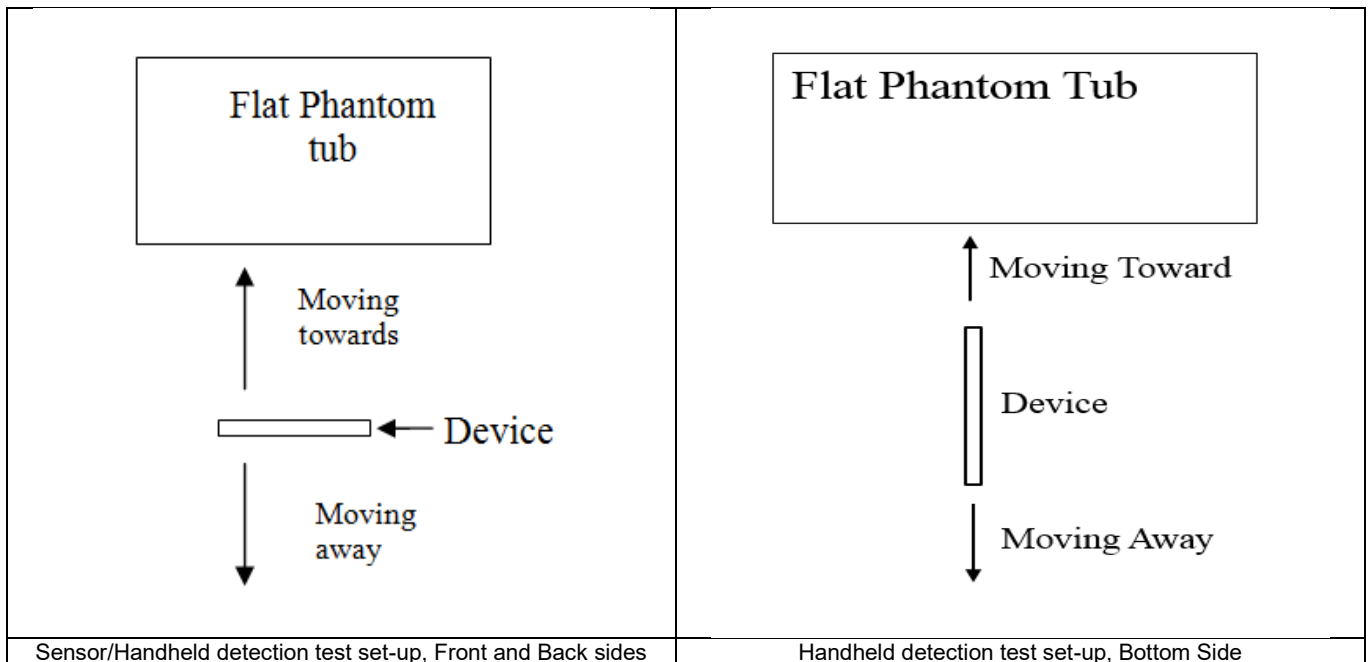 Flat Phantom
tub
Moving
towards
Device
Moving
away
Sensor/Handheld detection test set-up, Front and Back sides
Flat Phantom Tub
Moving Toward
Device
Moving Away
Handheld detection test set-up, Bottom Side